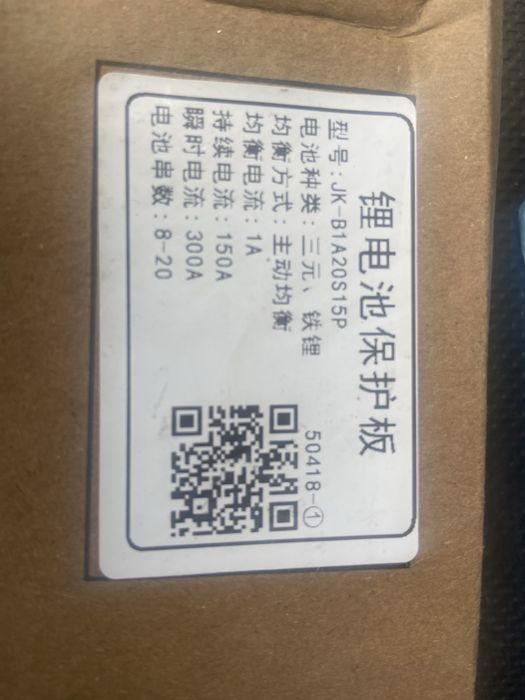 锂电池保护板
型号:JK-B1A20S15P
电池种类:三元、铁锂
均衡方式:主动均衡
均衡电流:1A
持续电流:150A
瞬时电流:300A
电池串数:8-20
50418-①